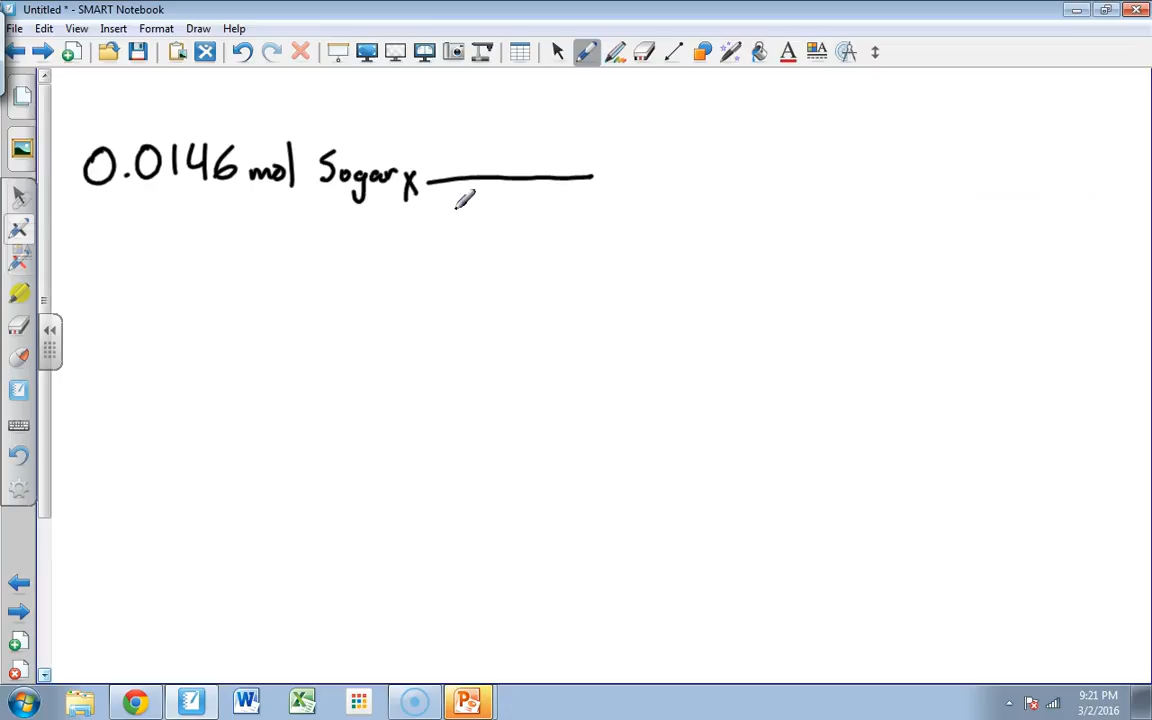 Untitled * - SMART Notebook
File Edit View Insert Format Draw Help
0.0146 mol Sogar x
9:21 PM
3/2/2016